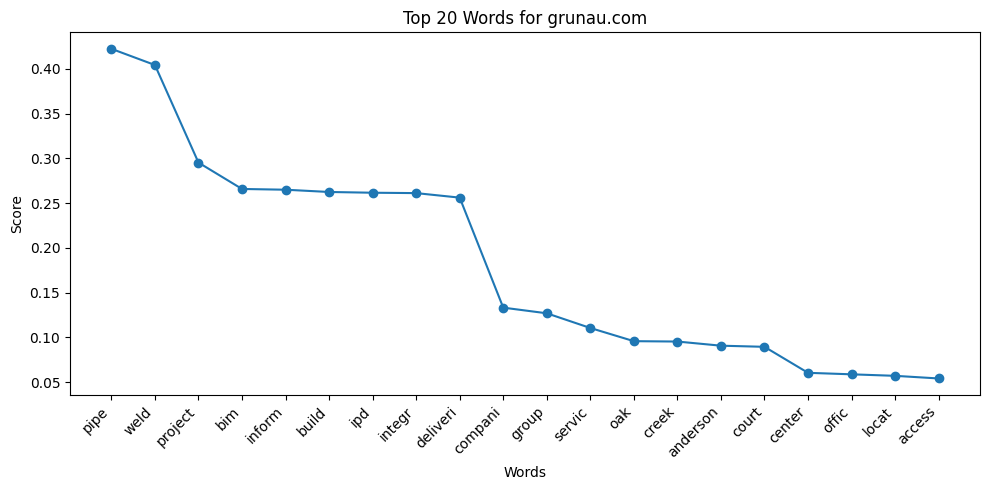 Top 20 Words for grunau.com
Score
0.40
0.35
0.30
0.25
0.20
0.15
0.10
0.05
pipe
weld
project
bim
inform
build
ipd
integr
deliveri
compani
group
servic
oak
creek
anderson
court
center
offic
locat
access
Words